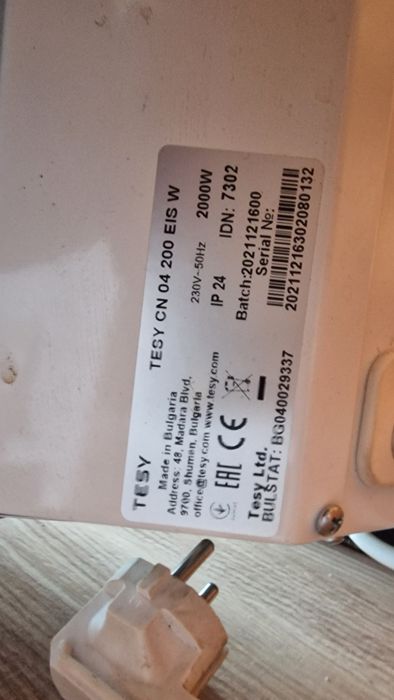 TESY
TESY CN 04 200 EIS W
Made in Bulgaria
Address: 48, Madara Blvd,
9700, Shumen, Bulgaria
office@tesy.com www.tesy.com
230V~50Hz 2000W
IP 24 IDN: 7302
EAC CE
Batch:2021121600
Serial №:
20211216302080132
Tesy Ltd,
BULSTAT: BG040029337